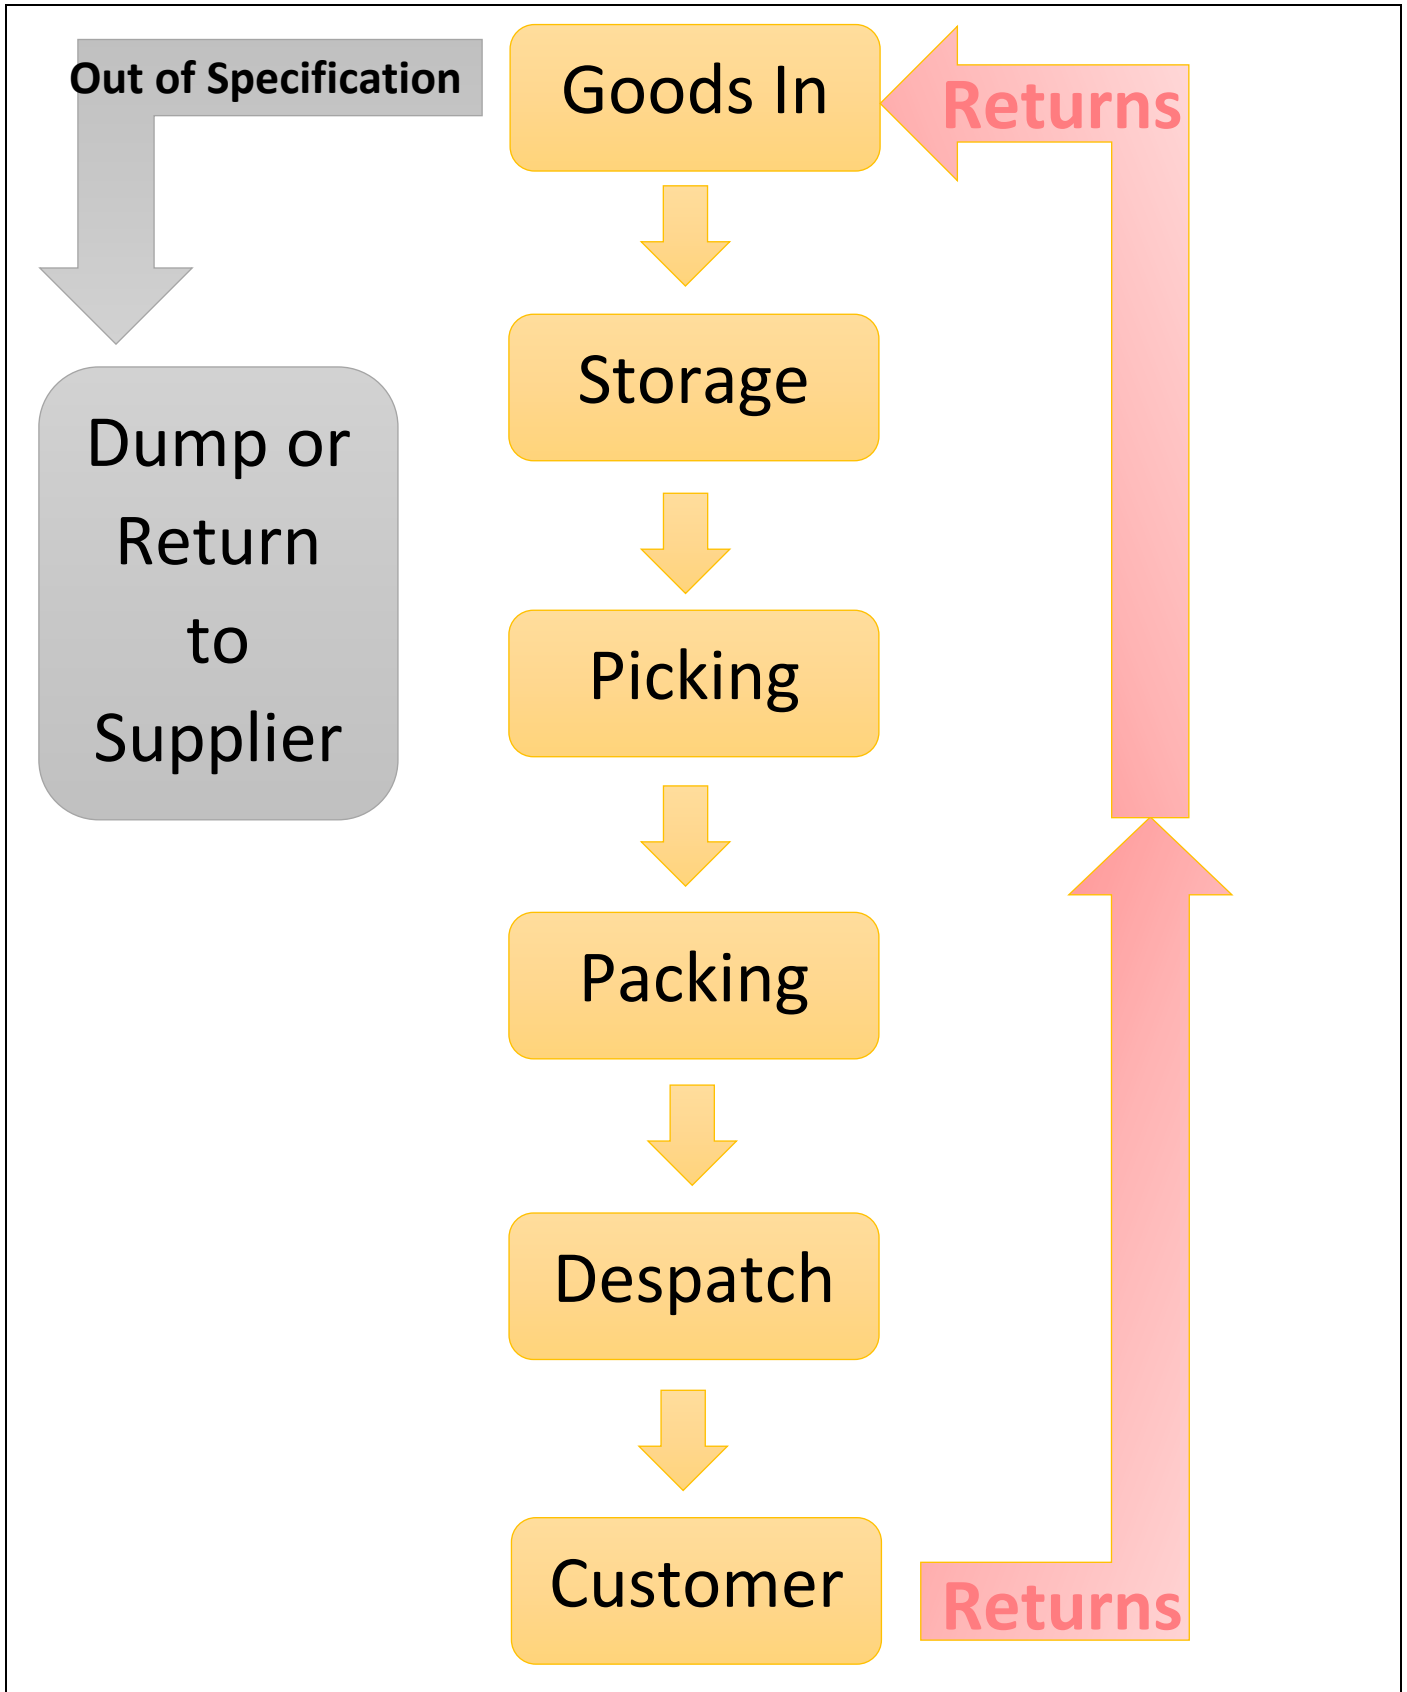 Out of Specification
Goods In
Returns
Storage
Dump or
Return
to
Supplier
Picking
Packing
Despatch
Customer
Returns